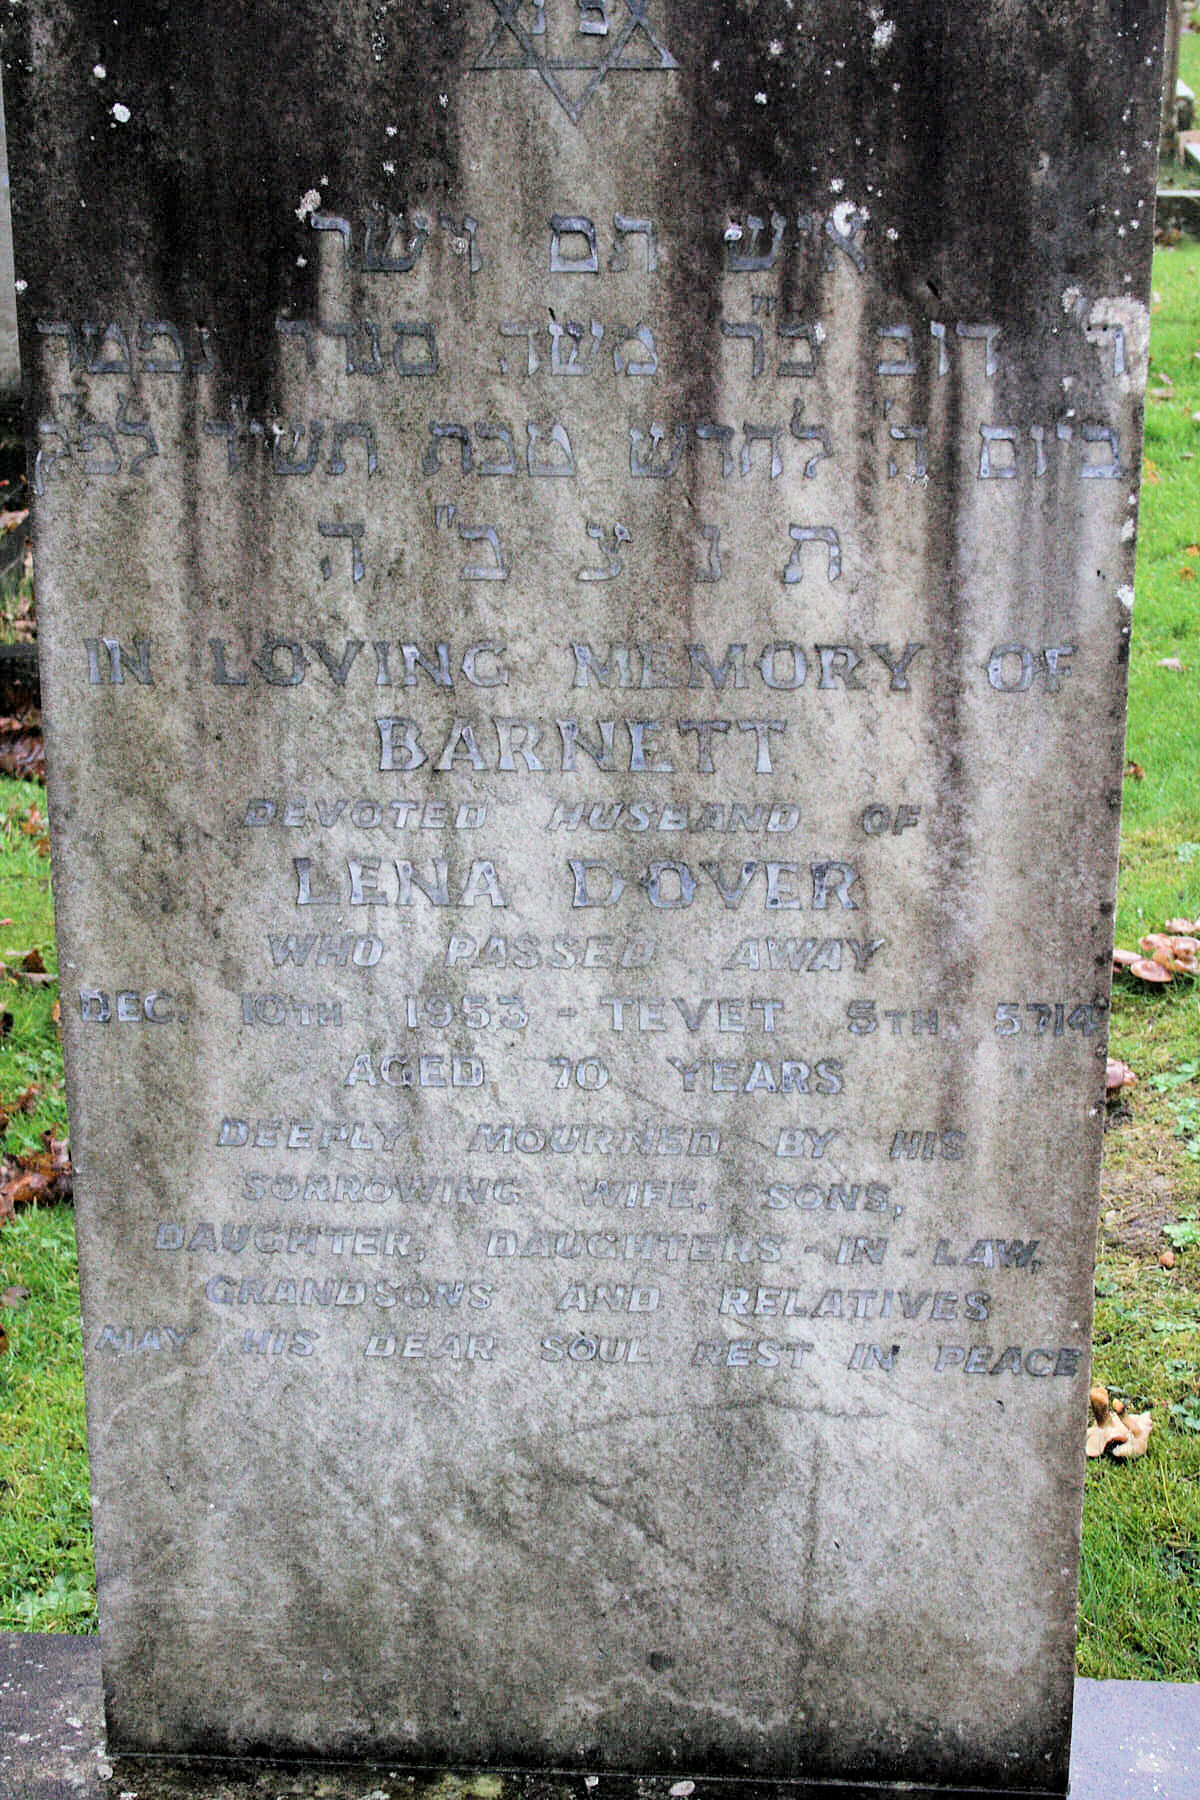 פ נ
איש תם וישר
ר' דוב ב"ר משה סנדר נפטר
ביום ה' לחדש טבת תשי"ד לפ"ק
ת נ צ ב" ה
IN LOVING MEMORY OF
BARNETT
DEVOTED HUSBAND OF
LENA DOVER
WHO PASSED AWAY
DEC. 10TH 1953 - TEVET 5TH 5714
AGED 70 YEARS
DEEPLY MOURNED BY HIS
SORROWING WIFE, SONS,
DAUGHTER, DAUGHTERS-IN-LAW,
GRANDSONS AND RELATIVES
MAY HIS DEAR SOUL REST IN PEACE